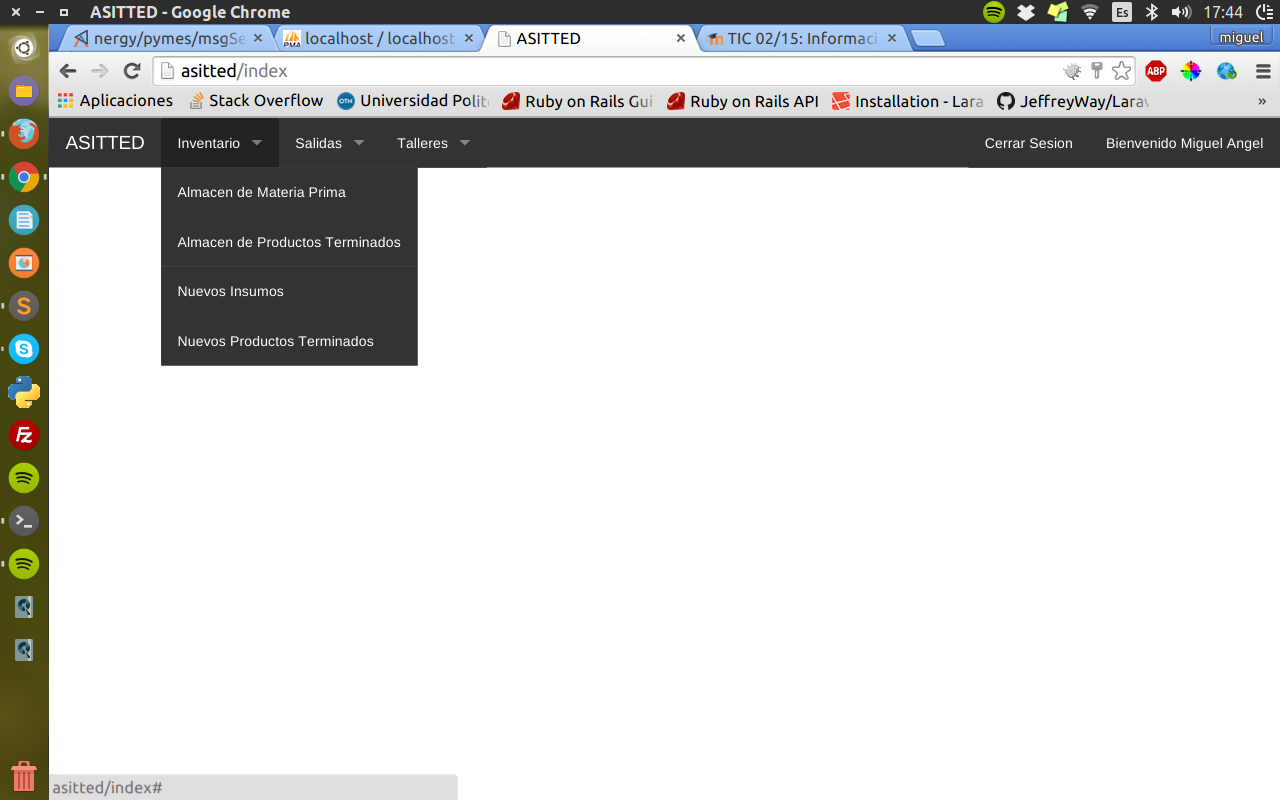 ASITTED - Google Chrome
Es
17:44
nergy/pymes/msgSe
PMA
localhost / localhost
ASITTED
TIC 02/15: Informaci
miguel
asitted/index
ABP
Aplicaciones
Stack Overflow
OTH
Universidad Polit
Ruby on Rails Gui
Ruby on Rails API
Installation - Lara
JeffreyWay/Larav
»
ASITTED
Inventario
Salidas
Talleres
Cerrar Sesion
Bienvenido Miguel Angel
Almacen de Materia Prima
Almacen de Productos Terminados
Nuevos Insumos
Nuevos Productos Terminados
asitted/index#